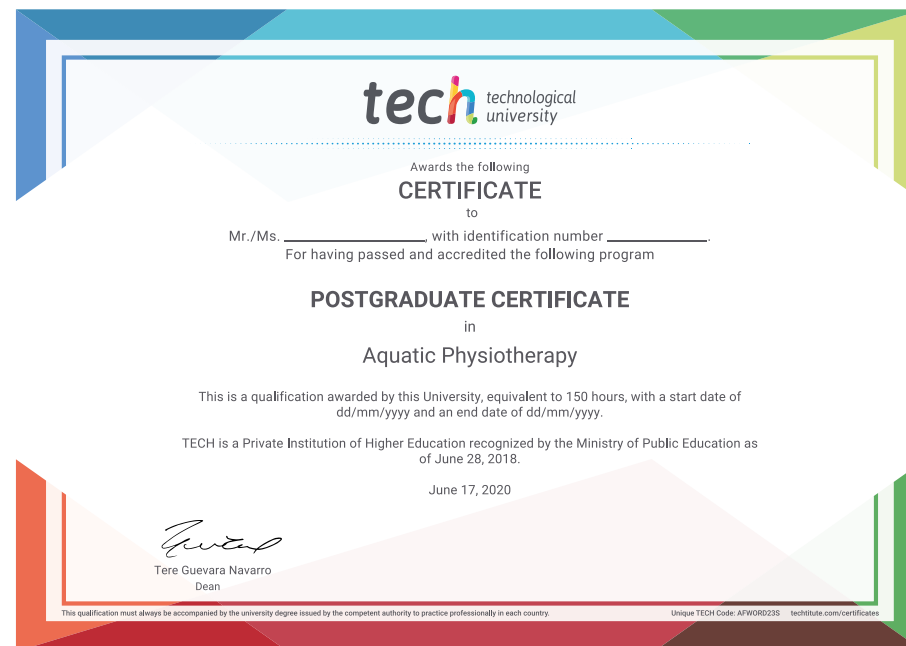 tech technological
university
Awards the following
CERTIFICATE
to
Mr./Ms. ____________________, with identification number ______________.
For having passed and accredited the following program
POSTGRADUATE CERTIFICATE
in
Aquatic Physiotherapy
This is a qualification awarded by this University, equivalent to 150 hours, with a start date of
dd/mm/yyyy and an end date of dd/mm/yyyy.
TECH is a Private Institution of Higher Education recognized by the Ministry of Public Education as
of June 28, 2018.
June 17, 2020
Tere Guevara Navarro
Dean
This qualification must always be accompanied by the university degree issued by the competent authority to practice professionally in each country.
Unique TECH Code: AFWORD23S techtitute.com/certificates